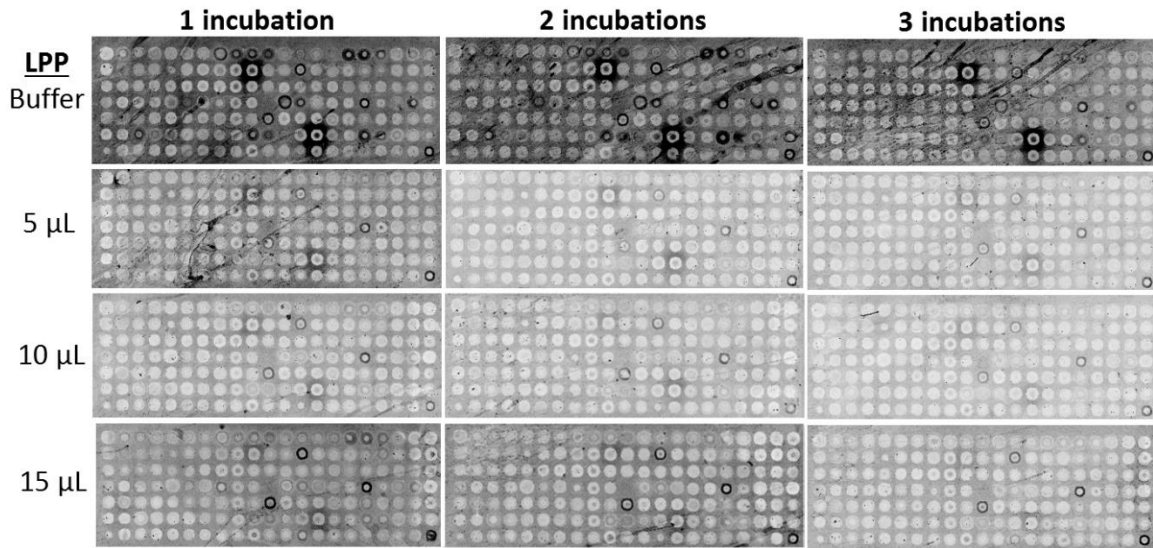 1 incubation 2 incubations 3 incubations
LPP
Buffer
5 µL
10 µL
15 µL